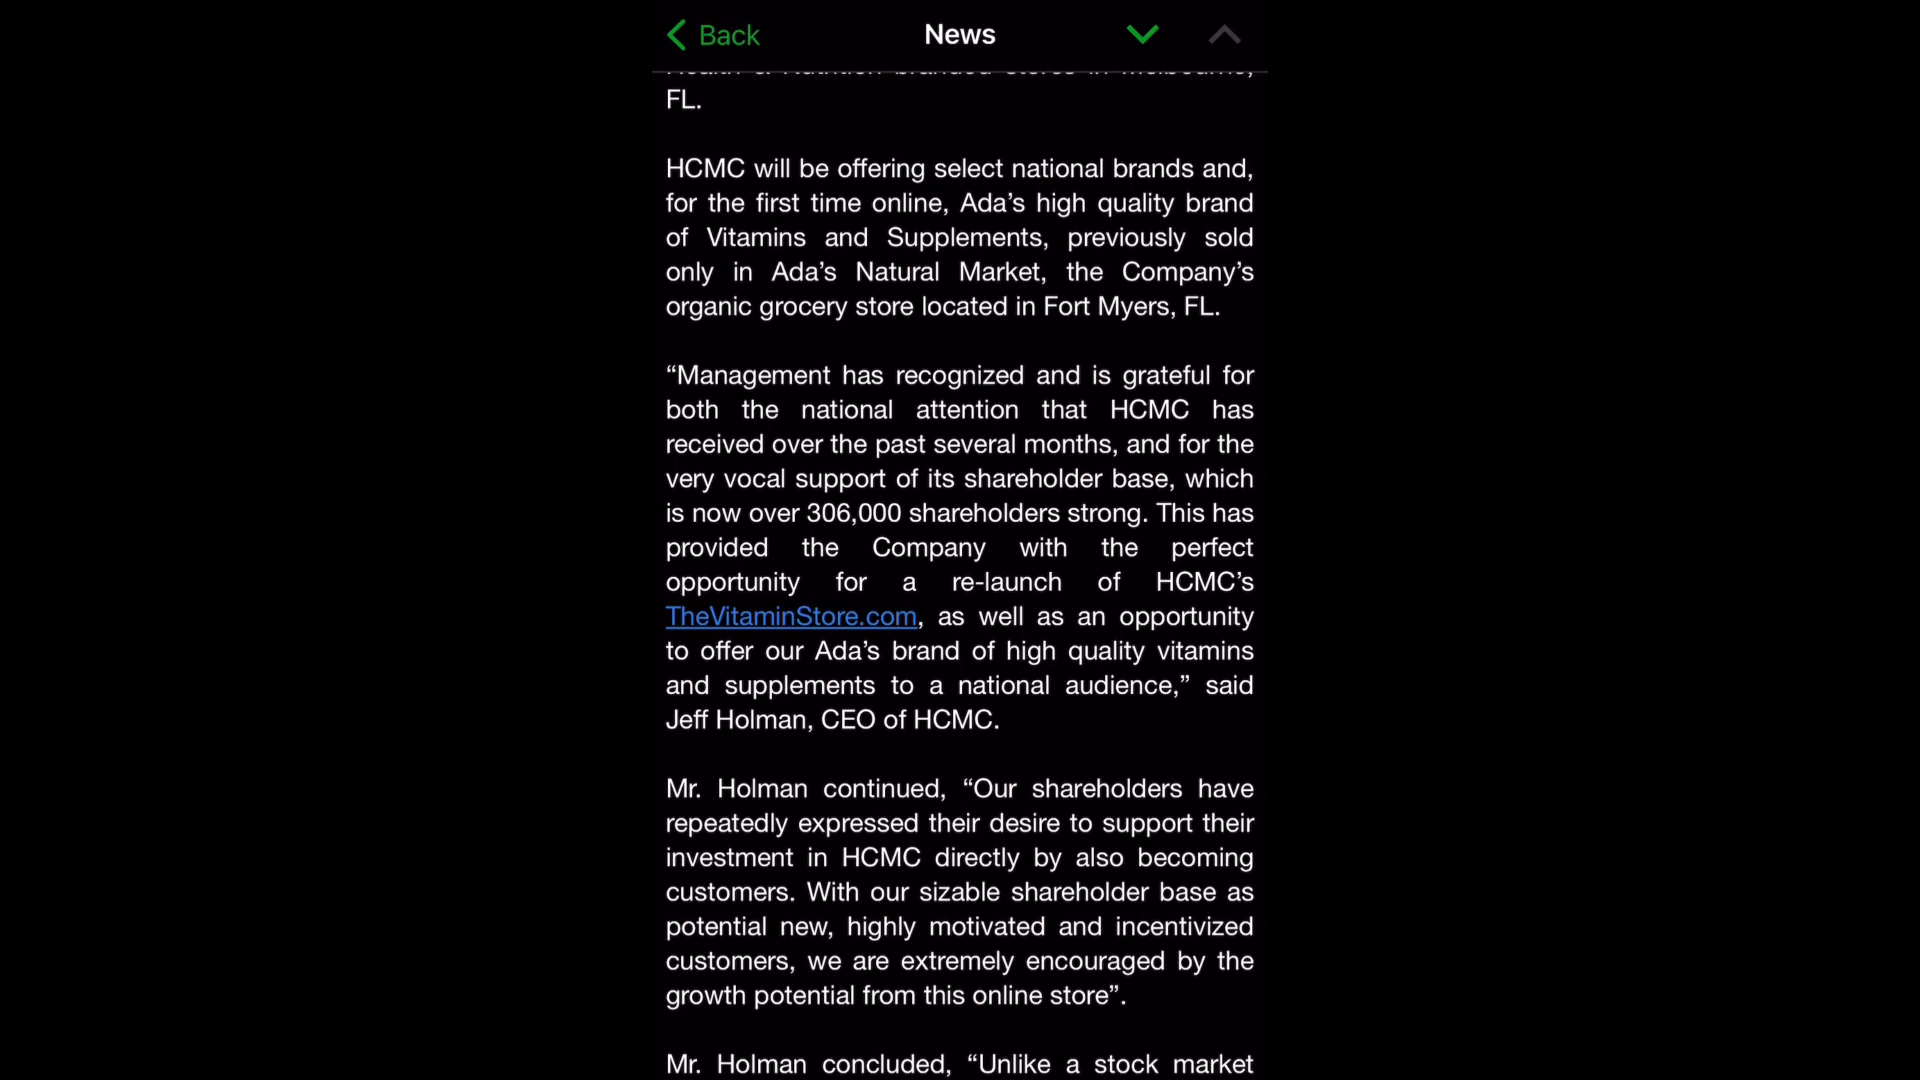 Back
News
Health & Nutrition branded stores in Melbourne,
FL.
HCMC will be offering select national brands and,
for the first time online, Ada’s high quality brand
of Vitamins and Supplements, previously sold
only in Ada’s Natural Market, the Company’s
organic grocery store located in Fort Myers, FL.
“Management has recognized and is grateful for
both the national attention that HCMC has
received over the past several months, and for the
very vocal support of its shareholder base, which
is now over 306,000 shareholders strong. This has
provided the Company with the perfect
opportunity for a re-launch of HCMC’s
TheVitaminStore.com, as well as an opportunity
to offer our Ada’s brand of high quality vitamins
and supplements to a national audience,” said
Jeff Holman, CEO of HCMC.
Mr. Holman continued, “Our shareholders have
repeatedly expressed their desire to support their
investment in HCMC directly by also becoming
customers. With our sizable shareholder base as
potential new, highly motivated and incentivized
customers, we are extremely encouraged by the
growth potential from this online store”.
Mr. Holman concluded, “Unlike a stock market